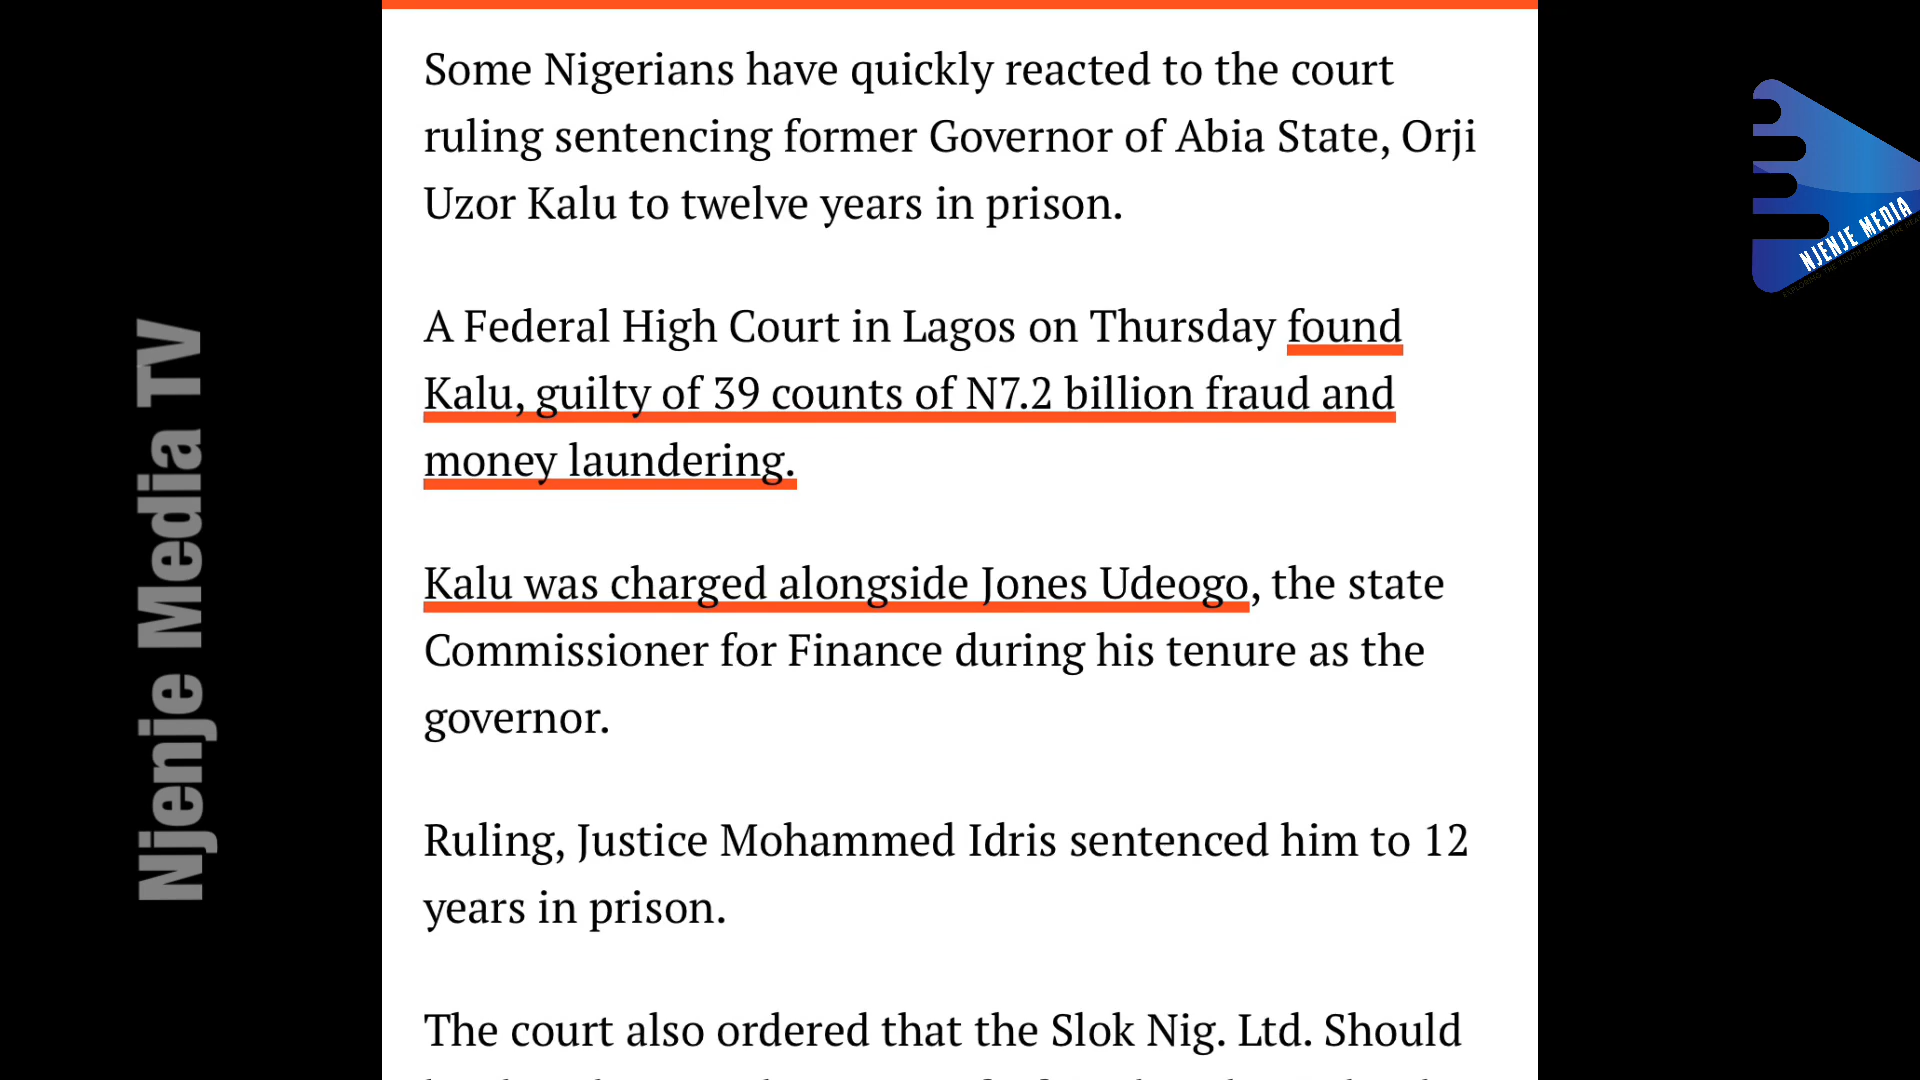 Some Nigerians have quickly reacted to the court
ruling sentencing former Governor of Abia State, Orji
Uzor Kalu to twelve years in prison.
A Federal High Court in Lagos on Thursday found
Kalu, guilty of 39 counts of N7.2 billion fraud and
money laundering.
Kalu was charged alongside Jones Udeogo, the state
Commissioner for Finance during his tenure as the
governor.
Ruling, Justice Mohammed Idris sentenced him to 12
years in prison.
The court also ordered that the Slok Nig. Ltd. Should
Njenje Media TV
NJENJE MEDIA